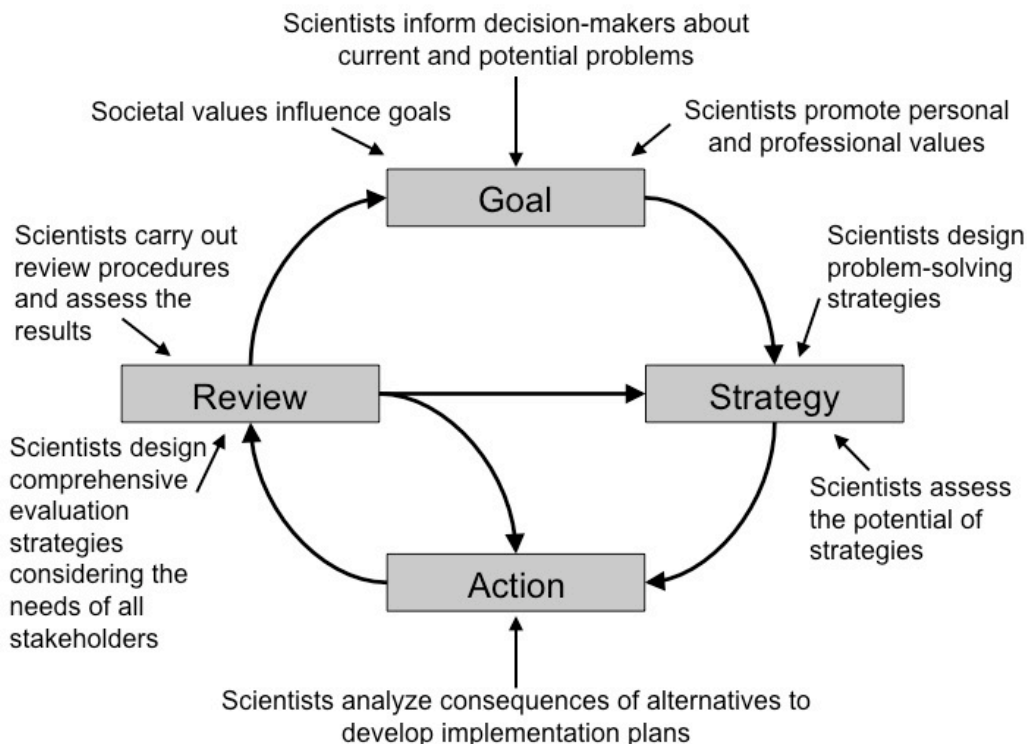 Scientists inform decision-makers about
current and potential problems
Societal values influence goals
Scientists promote personal
and professional values
Goal
Scientists carry out
review procedures
and assess the
results
Scientists design
problem-solving
strategies
Review
Strategy
Scientists design
comprehensive
evaluation
strategies
considering the
needs of all
stakeholders
Scientists assess
the potential of
strategies
Action
Scientists analyze consequences of alternatives to
develop implementation plans